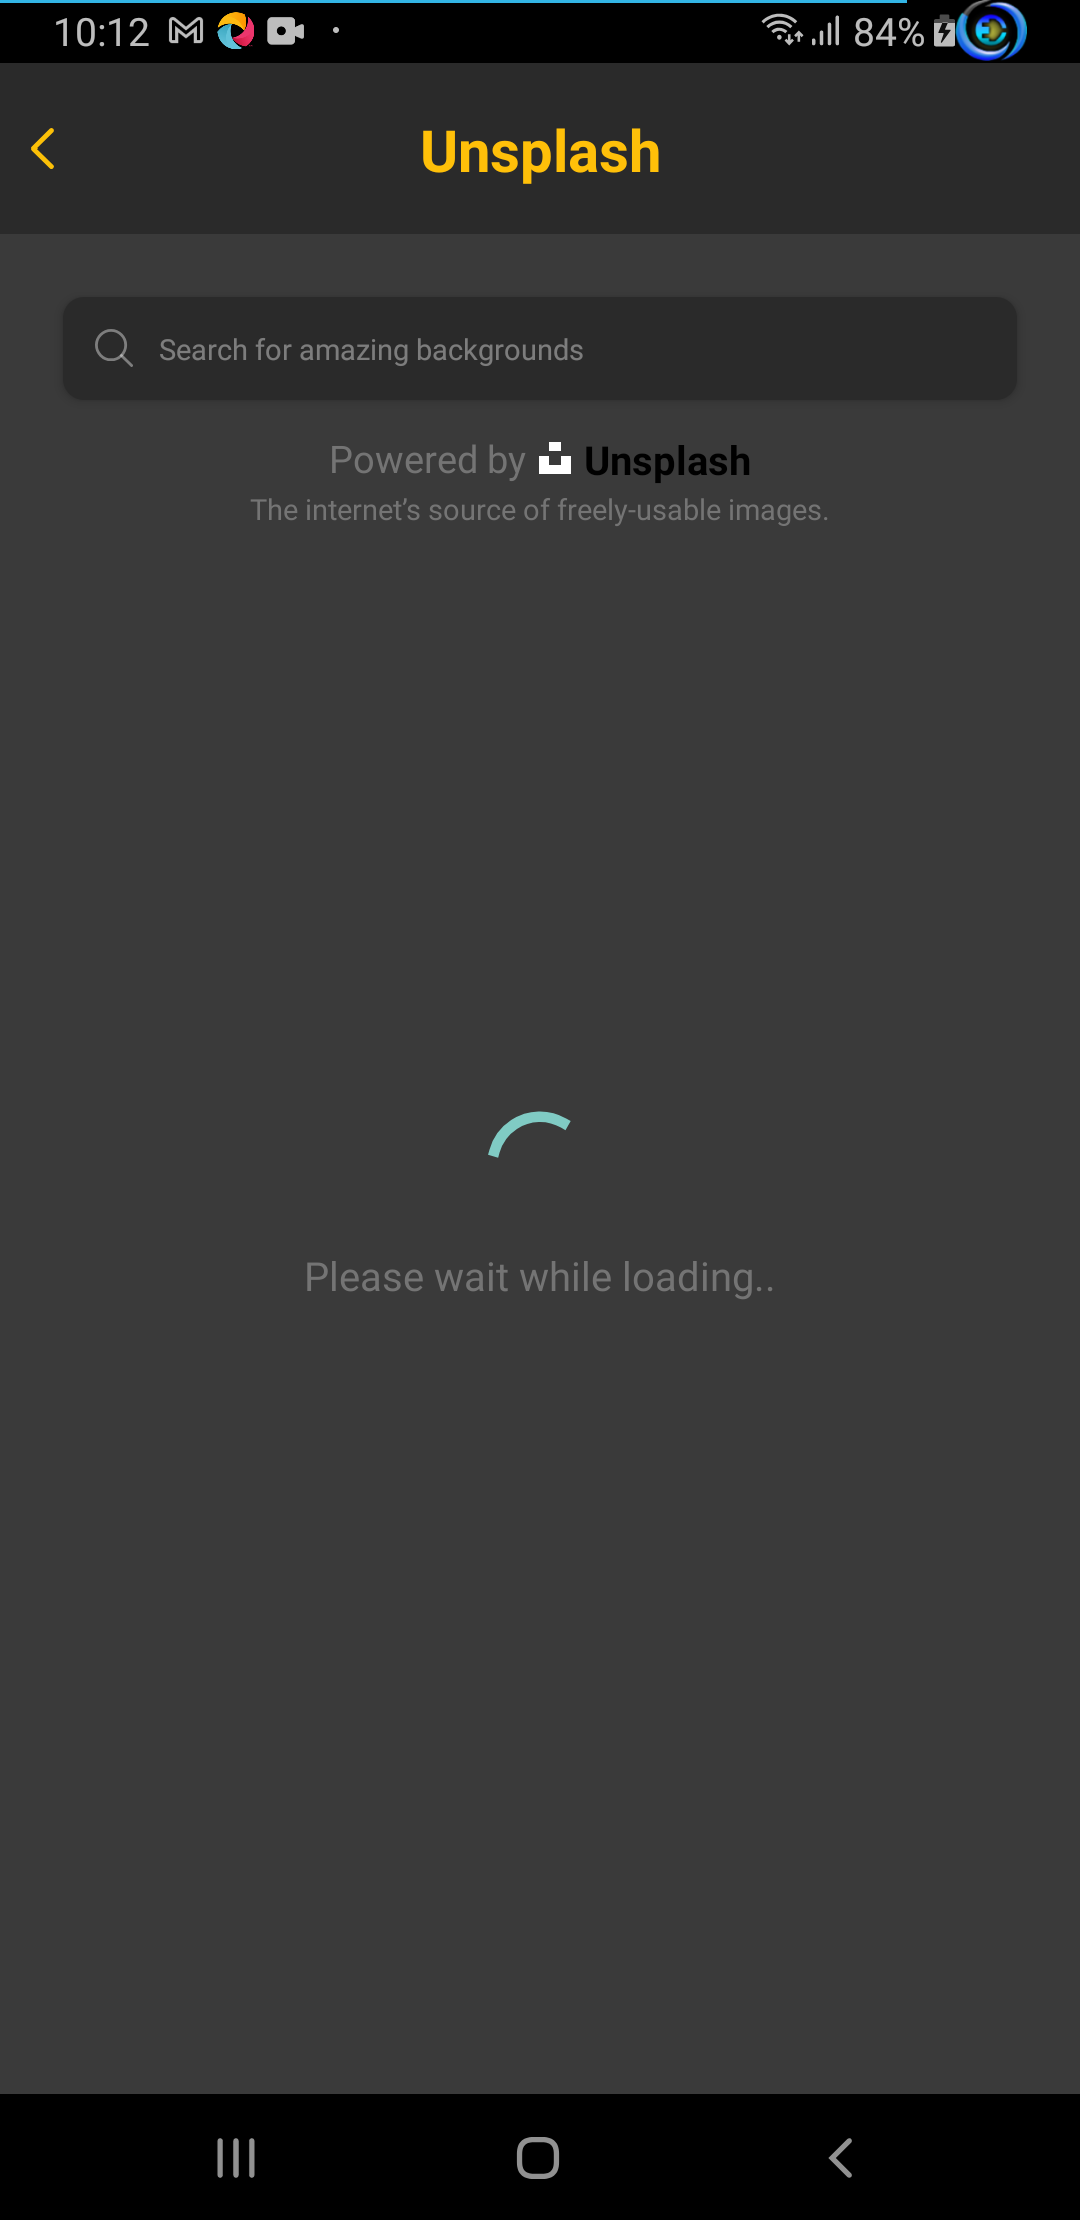 10:12
84%
Unsplash
Search for amazing backgrounds
Powered by Unsplash
The internet’s source of freely-usable images.
Please wait while loading..